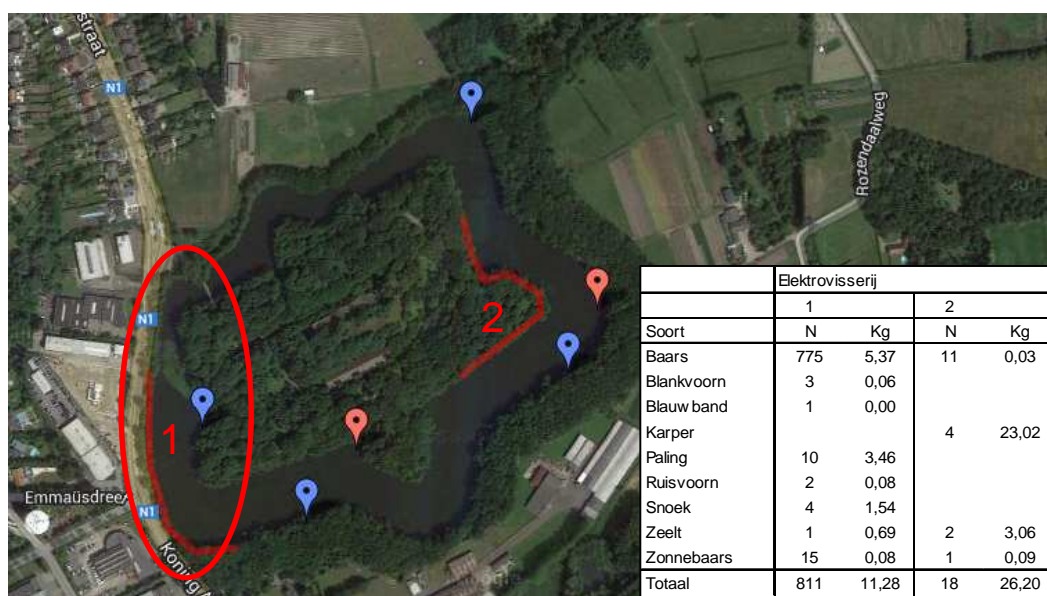 straat
N1
Rozendaalweg
N1
2
1
Emmaüsdree
N1
Koning
Elektrovisserij
1 2
Soort N Kg N Kg
Baars 775 5,37 11 0,03
Blankvoorn 3 0,06
Blauwband 1 0,00
Karper 4 23,02
Paling 10 3,46
Ruisvoorn 2 0,08
Snoek 4 1,54
Zeelt 1 0,69 2 3,06
Zonnebaars 15 0,08 1 0,09
Totaal 811 11,28 18 26,20